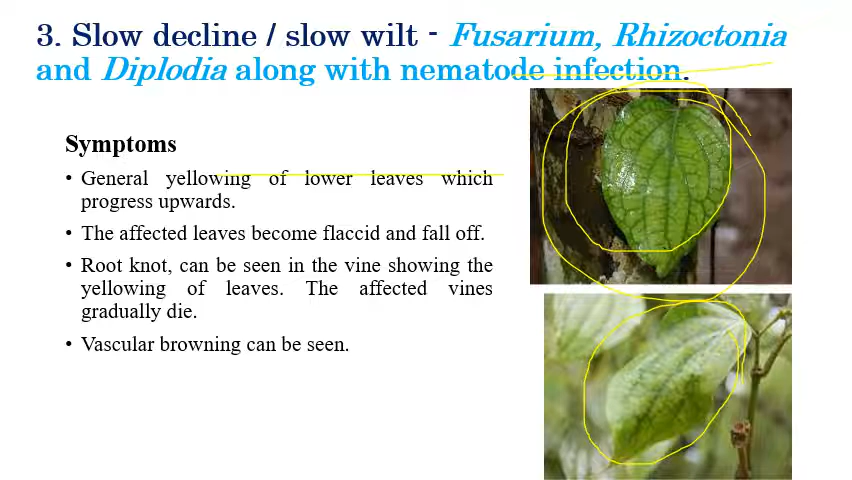 3. Slow decline / slow wilt - Fusarium, Rhizoctonia
and Diplodia along with nematode infection.
Symptoms
• General yellowing of lower leaves which
progress upwards.
• The affected leaves become flaccid and fall off.
• Root knot, can be seen in the vine showing the
yellowing of leaves. The affected vines
gradually die.
• Vascular browning can be seen.